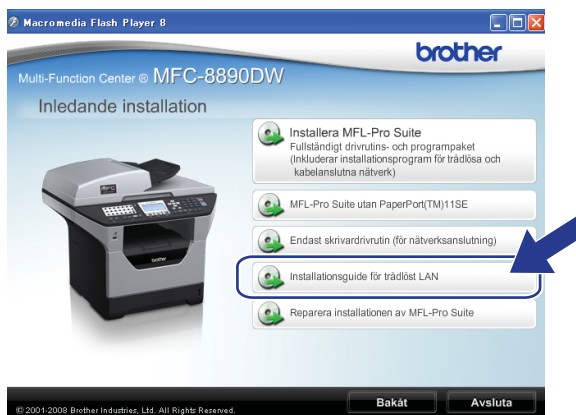 Macromedia Flash Player 8
brother
Multi-Function Center ® MFC-8890DW
Inledande installation
Installera MFL-Pro Suite
Fullständigt drivrutins- och programpaket
(Inkluderar installationsprogram för trådlösa och
kabelanslutna nätverk)
MFL-Pro Suite utan PaperPort(TM)11SE
Endast skrivardrivrutin (för nätverksanslutning)
Installationsguide för trådlöst LAN
Reparera installationen av MFL-Pro Suite
brother
© 2001-2008 Brother Industries, Ltd. All Rights Reserved.
Bakåt
Avsluta